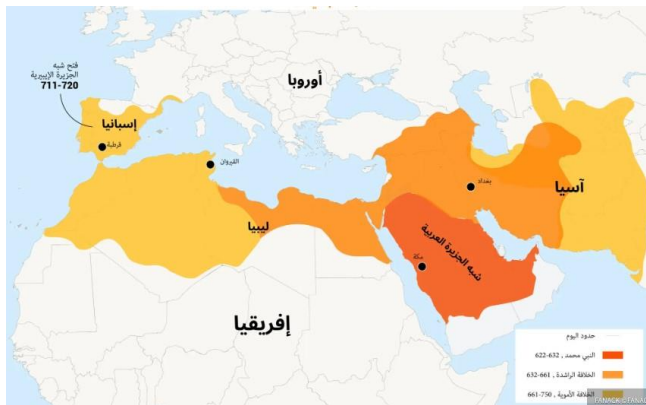 فتح شبه
الجزيرة الإيبيرية
711-720
أوروبا
إسبانيا
قرطبة
القيروان
بغداد
آسيا
ليبيا
شبه الجزيرة العربية
مكة
إفريقيا
حدود اليوم
النبي محمد , 632-622
الخلافة الراشدة , 661-632
الخلافة الأموية , 750-661